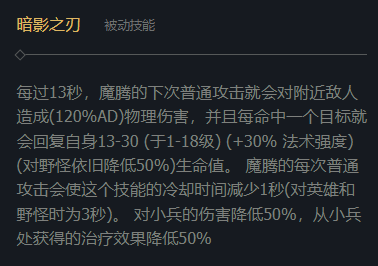 暗影之刃 被动技能
每过13秒，魔腾的下次普通攻击就会对附近敌人
造成(120%AD)物理伤害，并且每命中一个目标就
会回复自身13-30 (于1-18级) (+30% 法术强度)
(对野怪依旧降低50%)生命值。 魔腾的每次普通
攻击会使这个技能的冷却时间减少1秒(对英雄和
野怪时为3秒)。 对小兵的伤害降低50%，从小兵
处获得的治疗效果降低50%